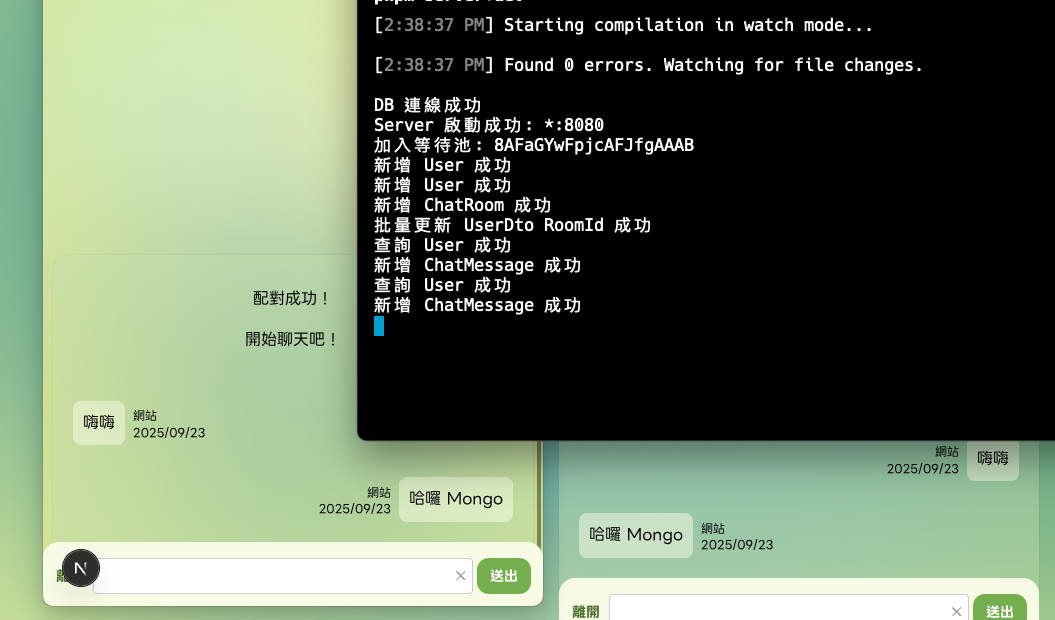 [2:38:37 PM] Starting compilation in watch mode...
[2:38:37 PM] Found 0 errors. Watching for file changes.
DB 連線成功
Server 啟動成功: *:8080
加入等待池: 8AFaGYwFpjcAFJfgAAAB
新增 User 成功
新增 User 成功
新增 ChatRoom 成功
批量更新 UserDto RoomId 成功
查詢 User 成功
新增 ChatMessage 成功
查詢 User 成功
新增 ChatMessage 成功
配對成功！
開始聊天吧！
嗨嗨
網站
2025/09/23
網站
2025/09/23
哈囉 Mongo
N
送出
網站
2025/09/23
嗨嗨
哈囉 Mongo
網站
2025/09/23
離開
送出